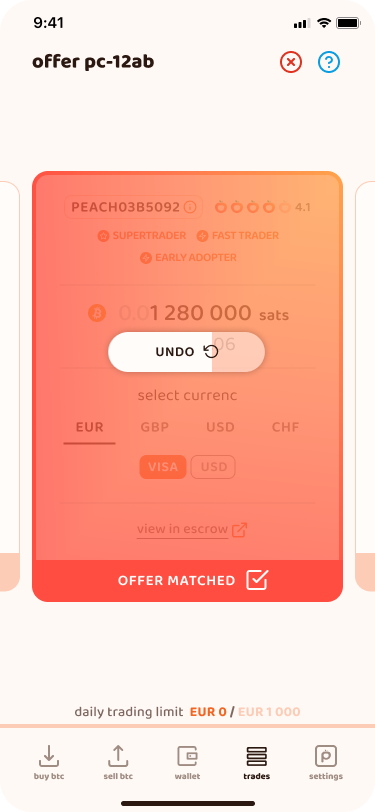 9:41
offer pc-12ab
PEACH03B5092 4.1
SUPERTRADER FAST TRADER
EARLY ADOPTER
0.01 280 000 sats
UNDO 06
select currenc
EUR GBP USD CHF
VISA USD
view in escrow
OFFER MATCHED
daily trading limit EUR 0 / EUR 1 000
buy btc sell btc wallet trades settings